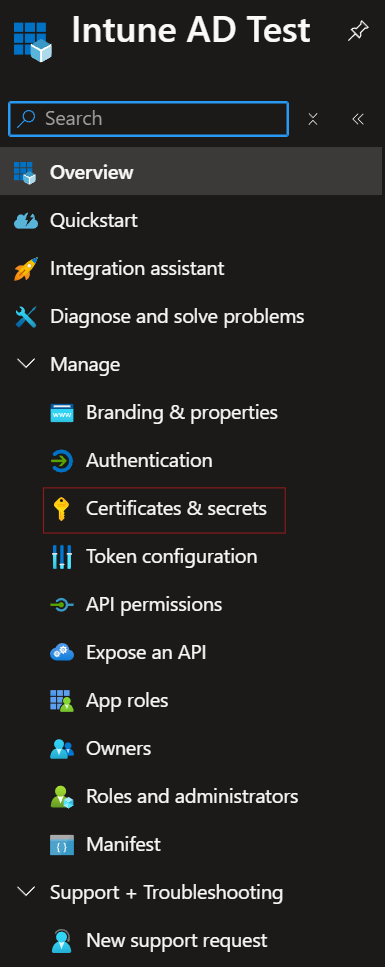 Intune AD Test
Search
Overview
Quickstart
Integration assistant
Diagnose and solve problems
Manage
Branding & properties
www
Authentication
Certificates & secrets
Token configuration
API permissions
Expose an API
App roles
Owners
Roles and administrators
Manifest
Support + Troubleshooting
New support request